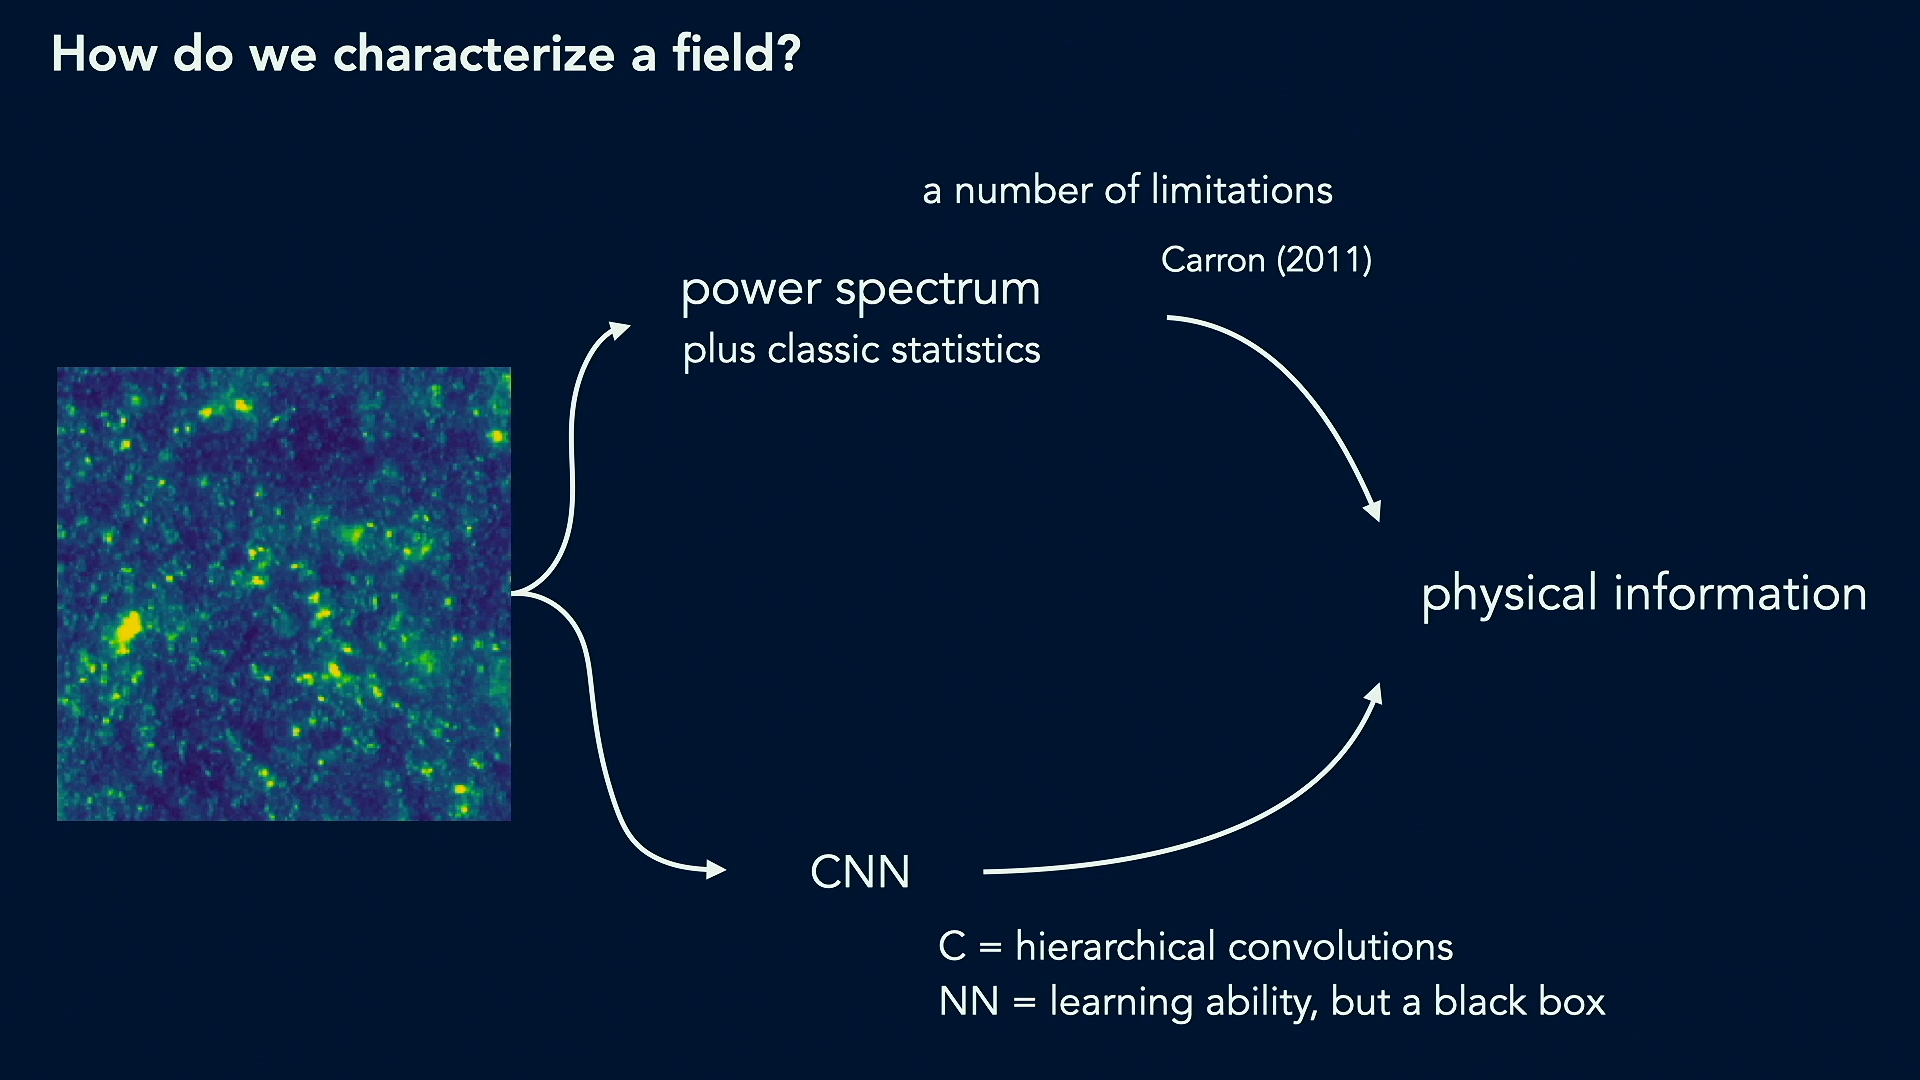 How do we characterize a field?
a number of limitations
Carron (2011)
power spectrum
plus classic statistics
physical information
CNN
C = hierarchical convolutions
NN = learning ability, but a black box